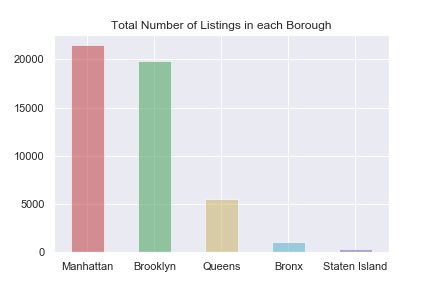 Total Number of Listings in each Borough
20000
15000
10000
5000
0
Manhattan Brooklyn Queens Bronx Staten Island